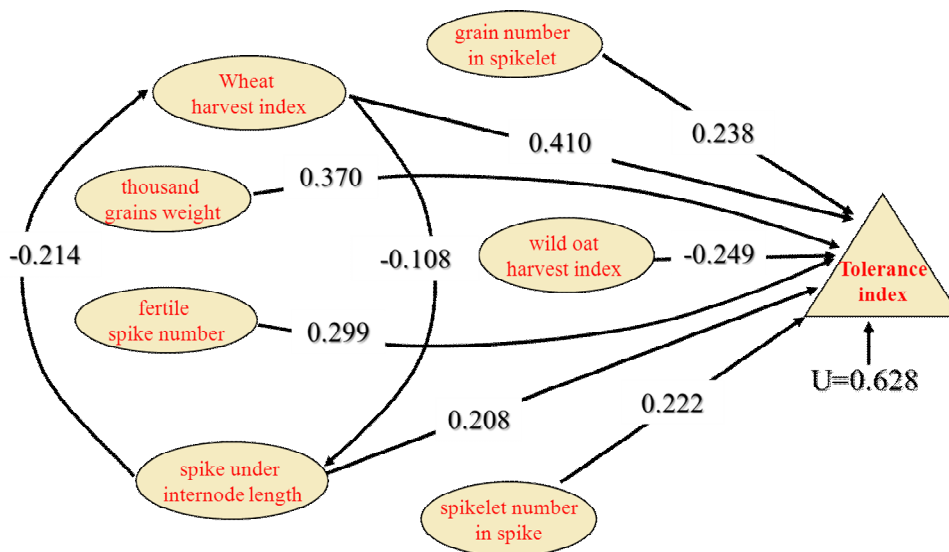 grain number
in spikelet
Wheat
harvest index
0.238
0.410
0.370
thousand
grains weight
-0.214
-0.108
wild oat
harvest index
-0.249
Tolerance
index
fertile
spike number
0.299
U=0.628
0.222
0.208
spike under
internode length
spikelet number
in spike